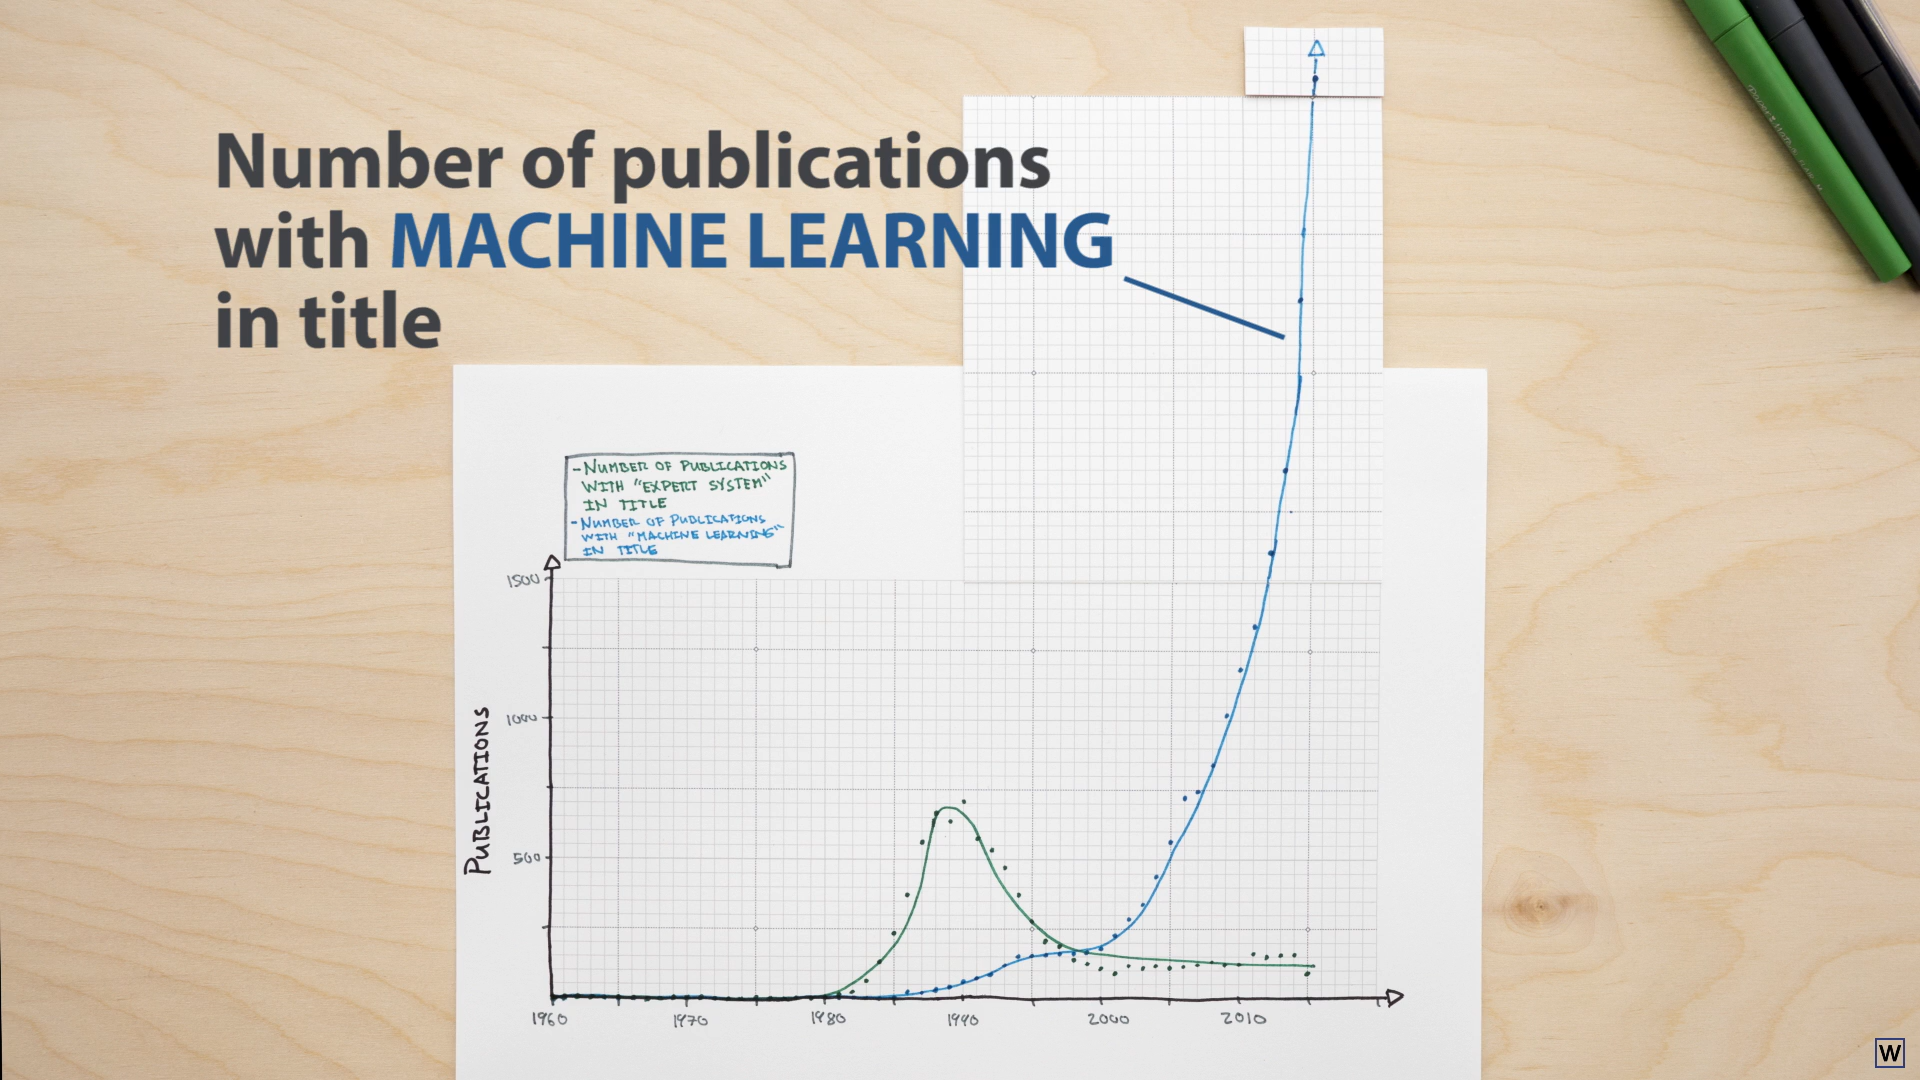 Number of publications
with MACHINE LEARNING
in title
-NUMBER OF PUBLICATIONS
WITH "EXPERT SYSTEM"
IN TITLE
-NUMBER OF PUBLICATIONS
WITH "MACHINE LEARNING"
IN TITLE
1500
1000
500
PUBLICATIONS
1960 1970 1980 1990 2000 2010
W